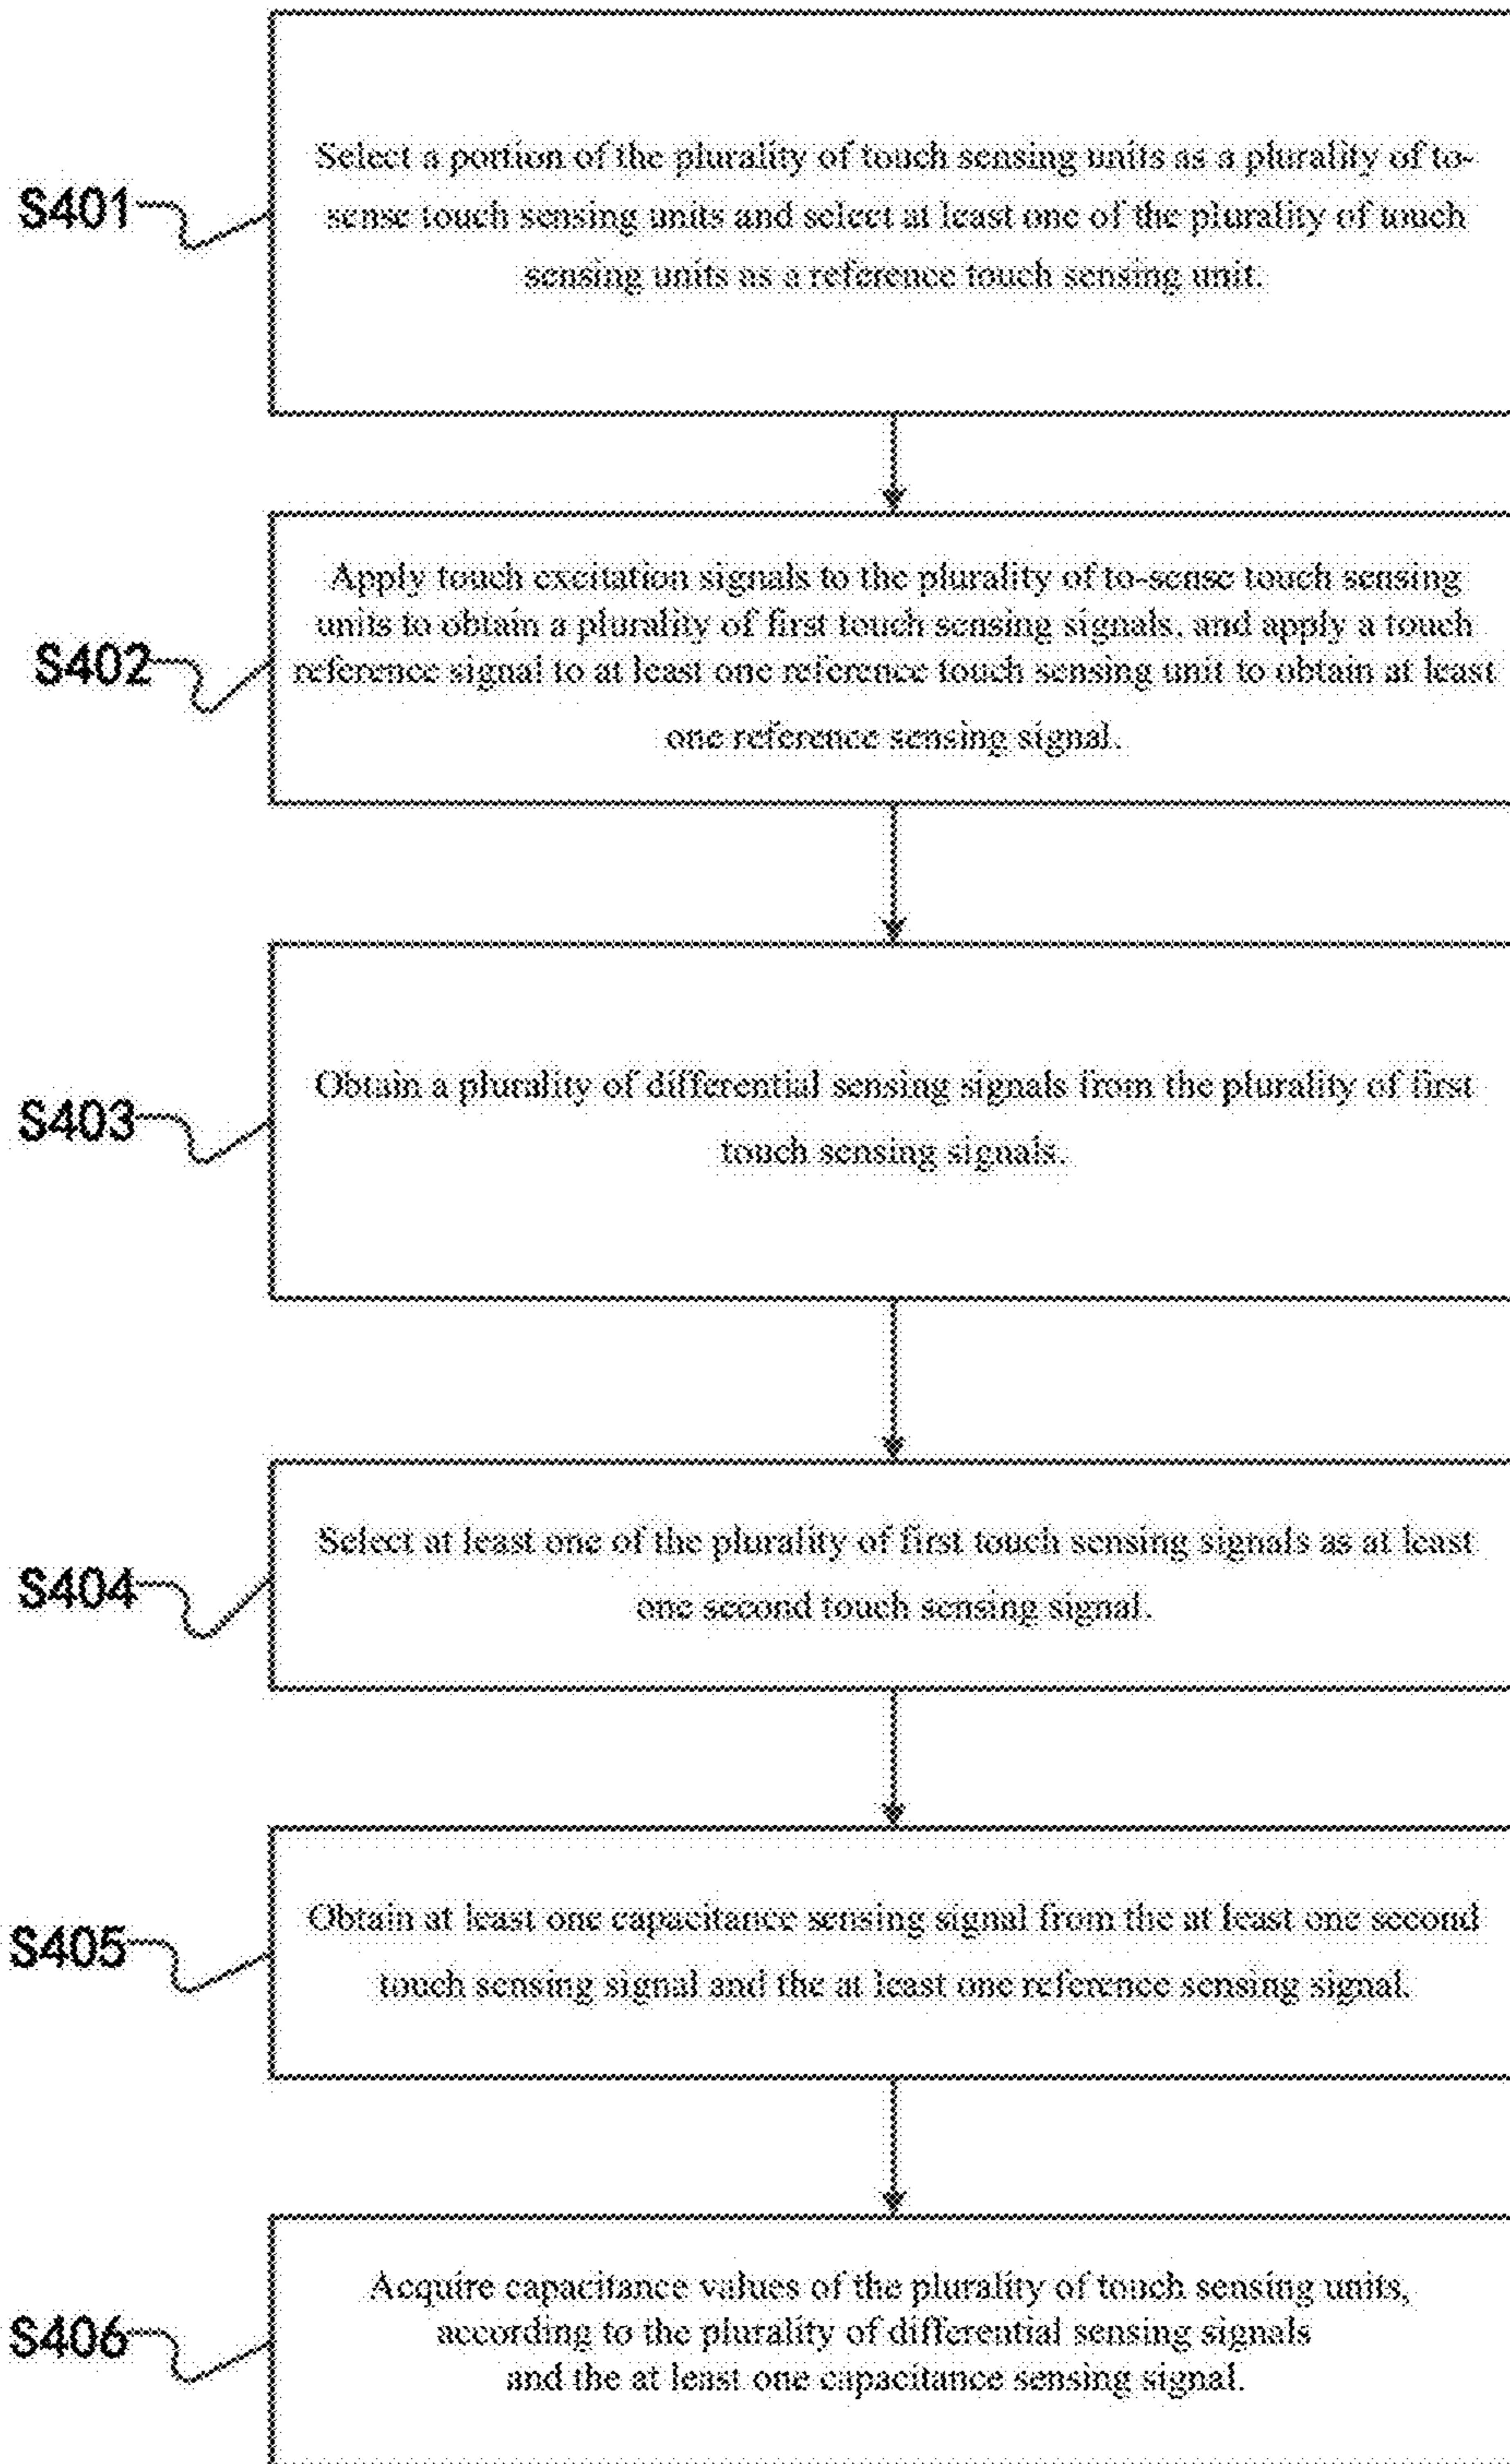 S401
Select a portion of the plurality of touch sensing units as a plurality of to-
sense touch sensing units and select at least one of the plurality of touch
sensing units as a reference touch sensing unit.
S402
Apply touch excitation signals to the plurality of to-sense touch sensing
units to obtain a plurality of first touch sensing signals, and apply a touch
reference signal to at least one reference touch sensing unit to obtain at least
one reference sensing signal.
S403
Obtain a plurality of differential sensing signals from the plurality of first
touch sensing signals.
S404
Select at least one of the plurality of first touch sensing signals as at least
one second touch sensing signal.
S405
Obtain at least one capacitance sensing signal from the at least one second
touch sensing signal and the at least one reference sensing signal.
S406
Acquire capacitance values of the plurality of touch sensing units,
according to the plurality of differential sensing signals
and the at least one capacitance sensing signal.